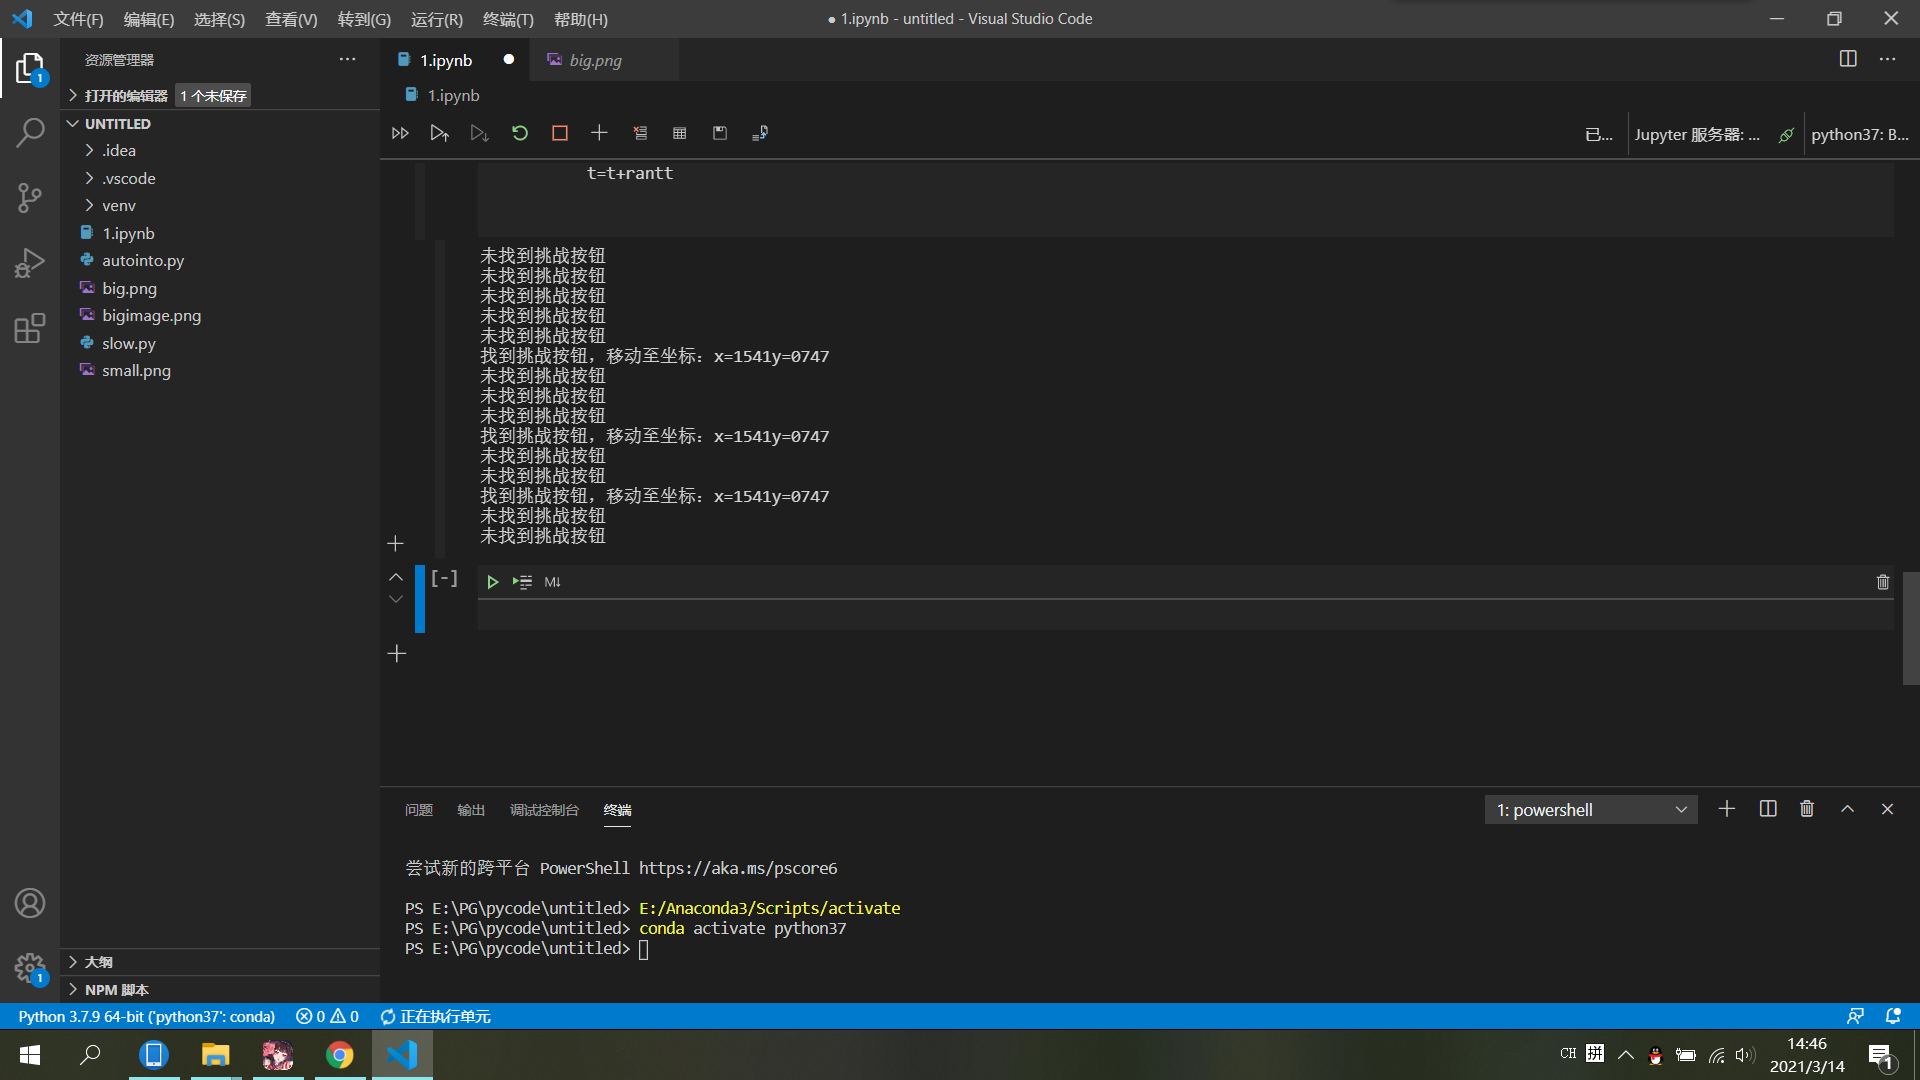 文件(F) 编辑(E) 选择(S) 查看(V) 转到(G) 运行(R) 终端(T) 帮助(H)
● 1.ipynb - untitled - Visual Studio Code
资源管理器
1
打开的编辑器 1 个未保存
UNTITLED
.idea
.vscode
venv
1.ipynb
autointo.py
big.png
bigimage.png
slow.py
small.png
大纲
NPM 脚本
1
1.ipynb
big.png
1.ipynb
已... Jupyter 服务器: ... python37: B...
t=t+rantt
未找到挑战按钮
未找到挑战按钮
未找到挑战按钮
未找到挑战按钮
未找到挑战按钮
找到挑战按钮，移动至坐标：x=1541y=0747
未找到挑战按钮
未找到挑战按钮
未找到挑战按钮
找到挑战按钮，移动至坐标：x=1541y=0747
未找到挑战按钮
未找到挑战按钮
找到挑战按钮，移动至坐标：x=1541y=0747
未找到挑战按钮
未找到挑战按钮
[-] M↓
问题 输出 调试控制台 终端
1: powershell
尝试新的跨平台 PowerShell https://aka.ms/pscore6
PS E:\PG\pycode\untitled> E:/Anaconda3/Scripts/activate
PS E:\PG\pycode\untitled> conda activate python37
PS E:\PG\pycode\untitled>
Python 3.7.9 64-bit ('python37': conda) 0 0 正在执行单元
CH 拼
14:46
2021/3/14
1